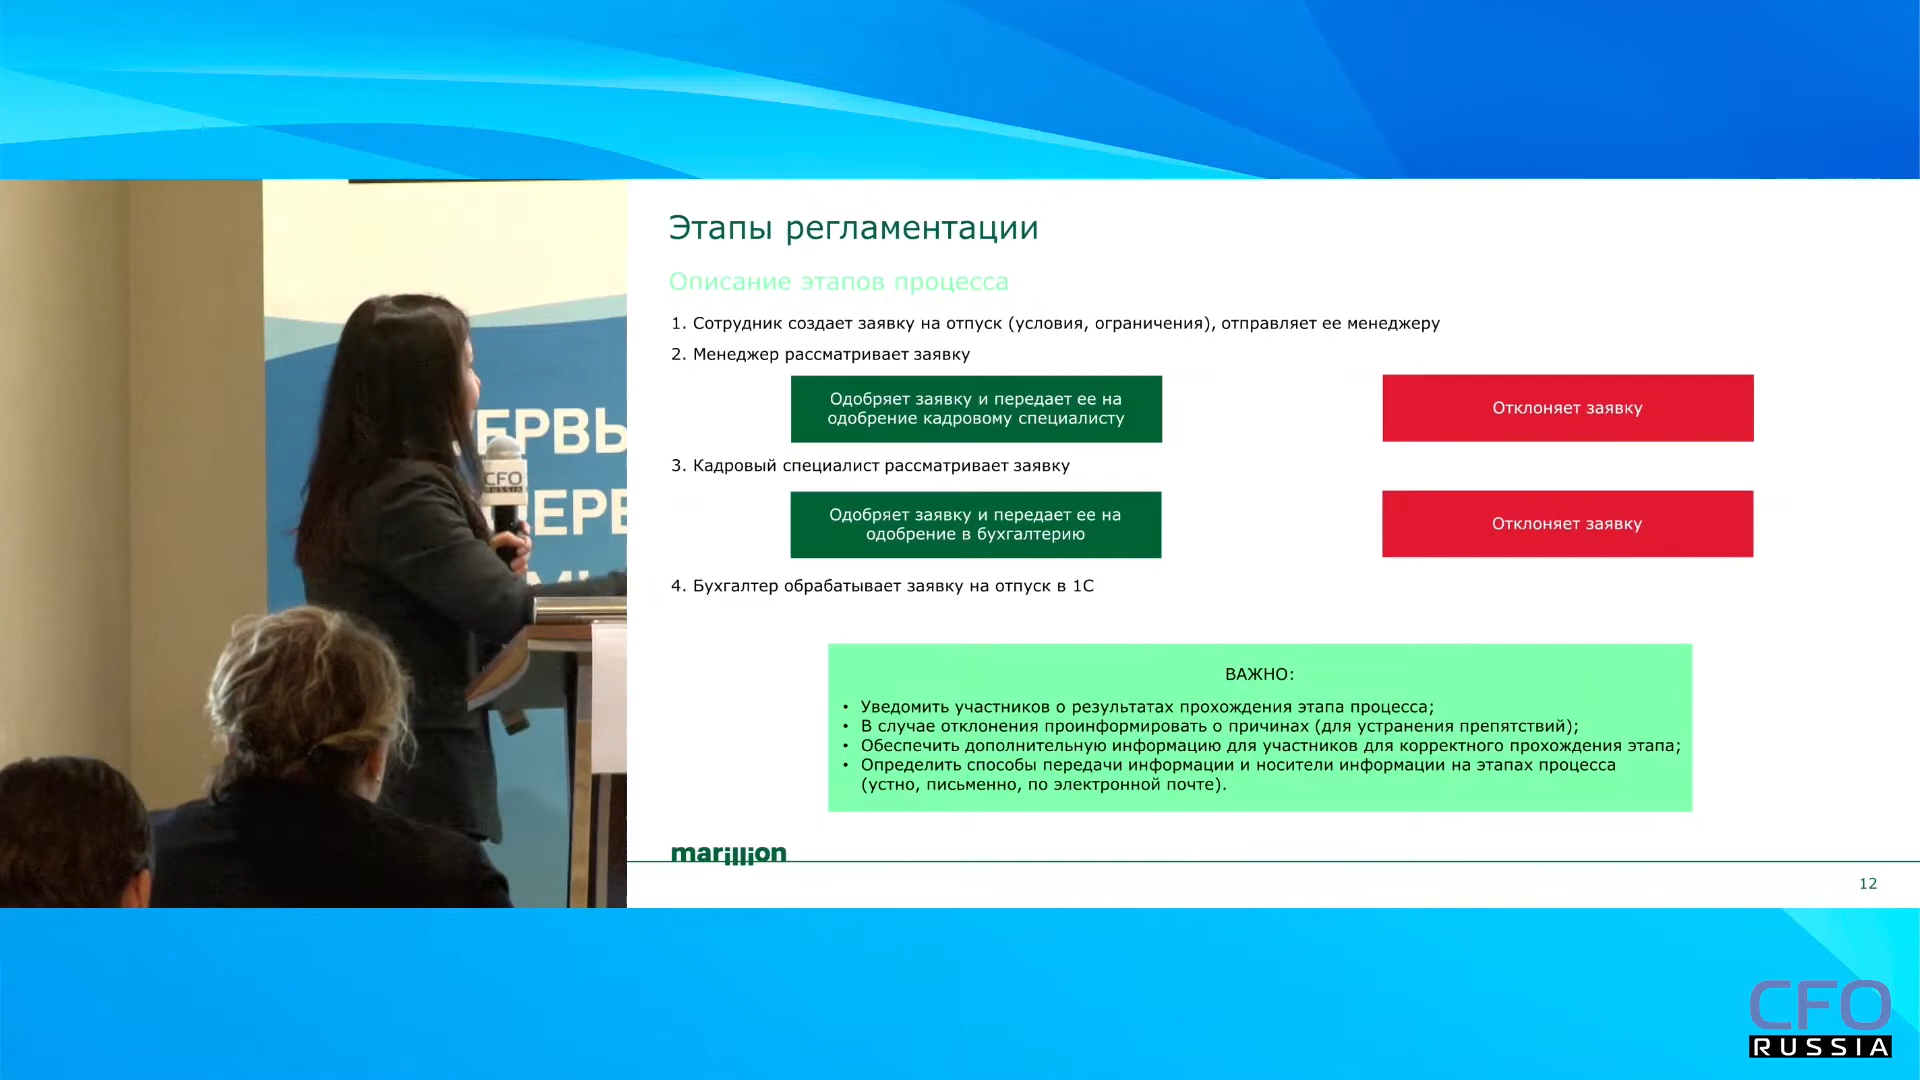 Этапы регламентации
Описание этапов процесса
1. Сотрудник создает заявку на отпуск (условия, ограничения), отправляет ее менеджеру
2. Менеджер рассматривает заявку
Одобряет заявку и передает ее на
одобрение кадровому специалисту
Отклоняет заявку
3. Кадровый специалист рассматривает заявку
Одобряет заявку и передает ее на
одобрение в бухгалтерию
Отклоняет заявку
4. Бухгалтер обрабатывает заявку на отпуск в 1С
ВАЖНО:
• Уведомить участников о результатах прохождения этапа процесса;
• В случае отклонения проинформировать о причинах (для устранения препятствий);
• Обеспечить дополнительную информацию для участников для корректного прохождения этапа;
• Определить способы передачи информации и носители информации на этапах процесса
(устно, письменно, по электронной почте).
marillion
12
CFO
RUSSIA
CFO
RUSSIA